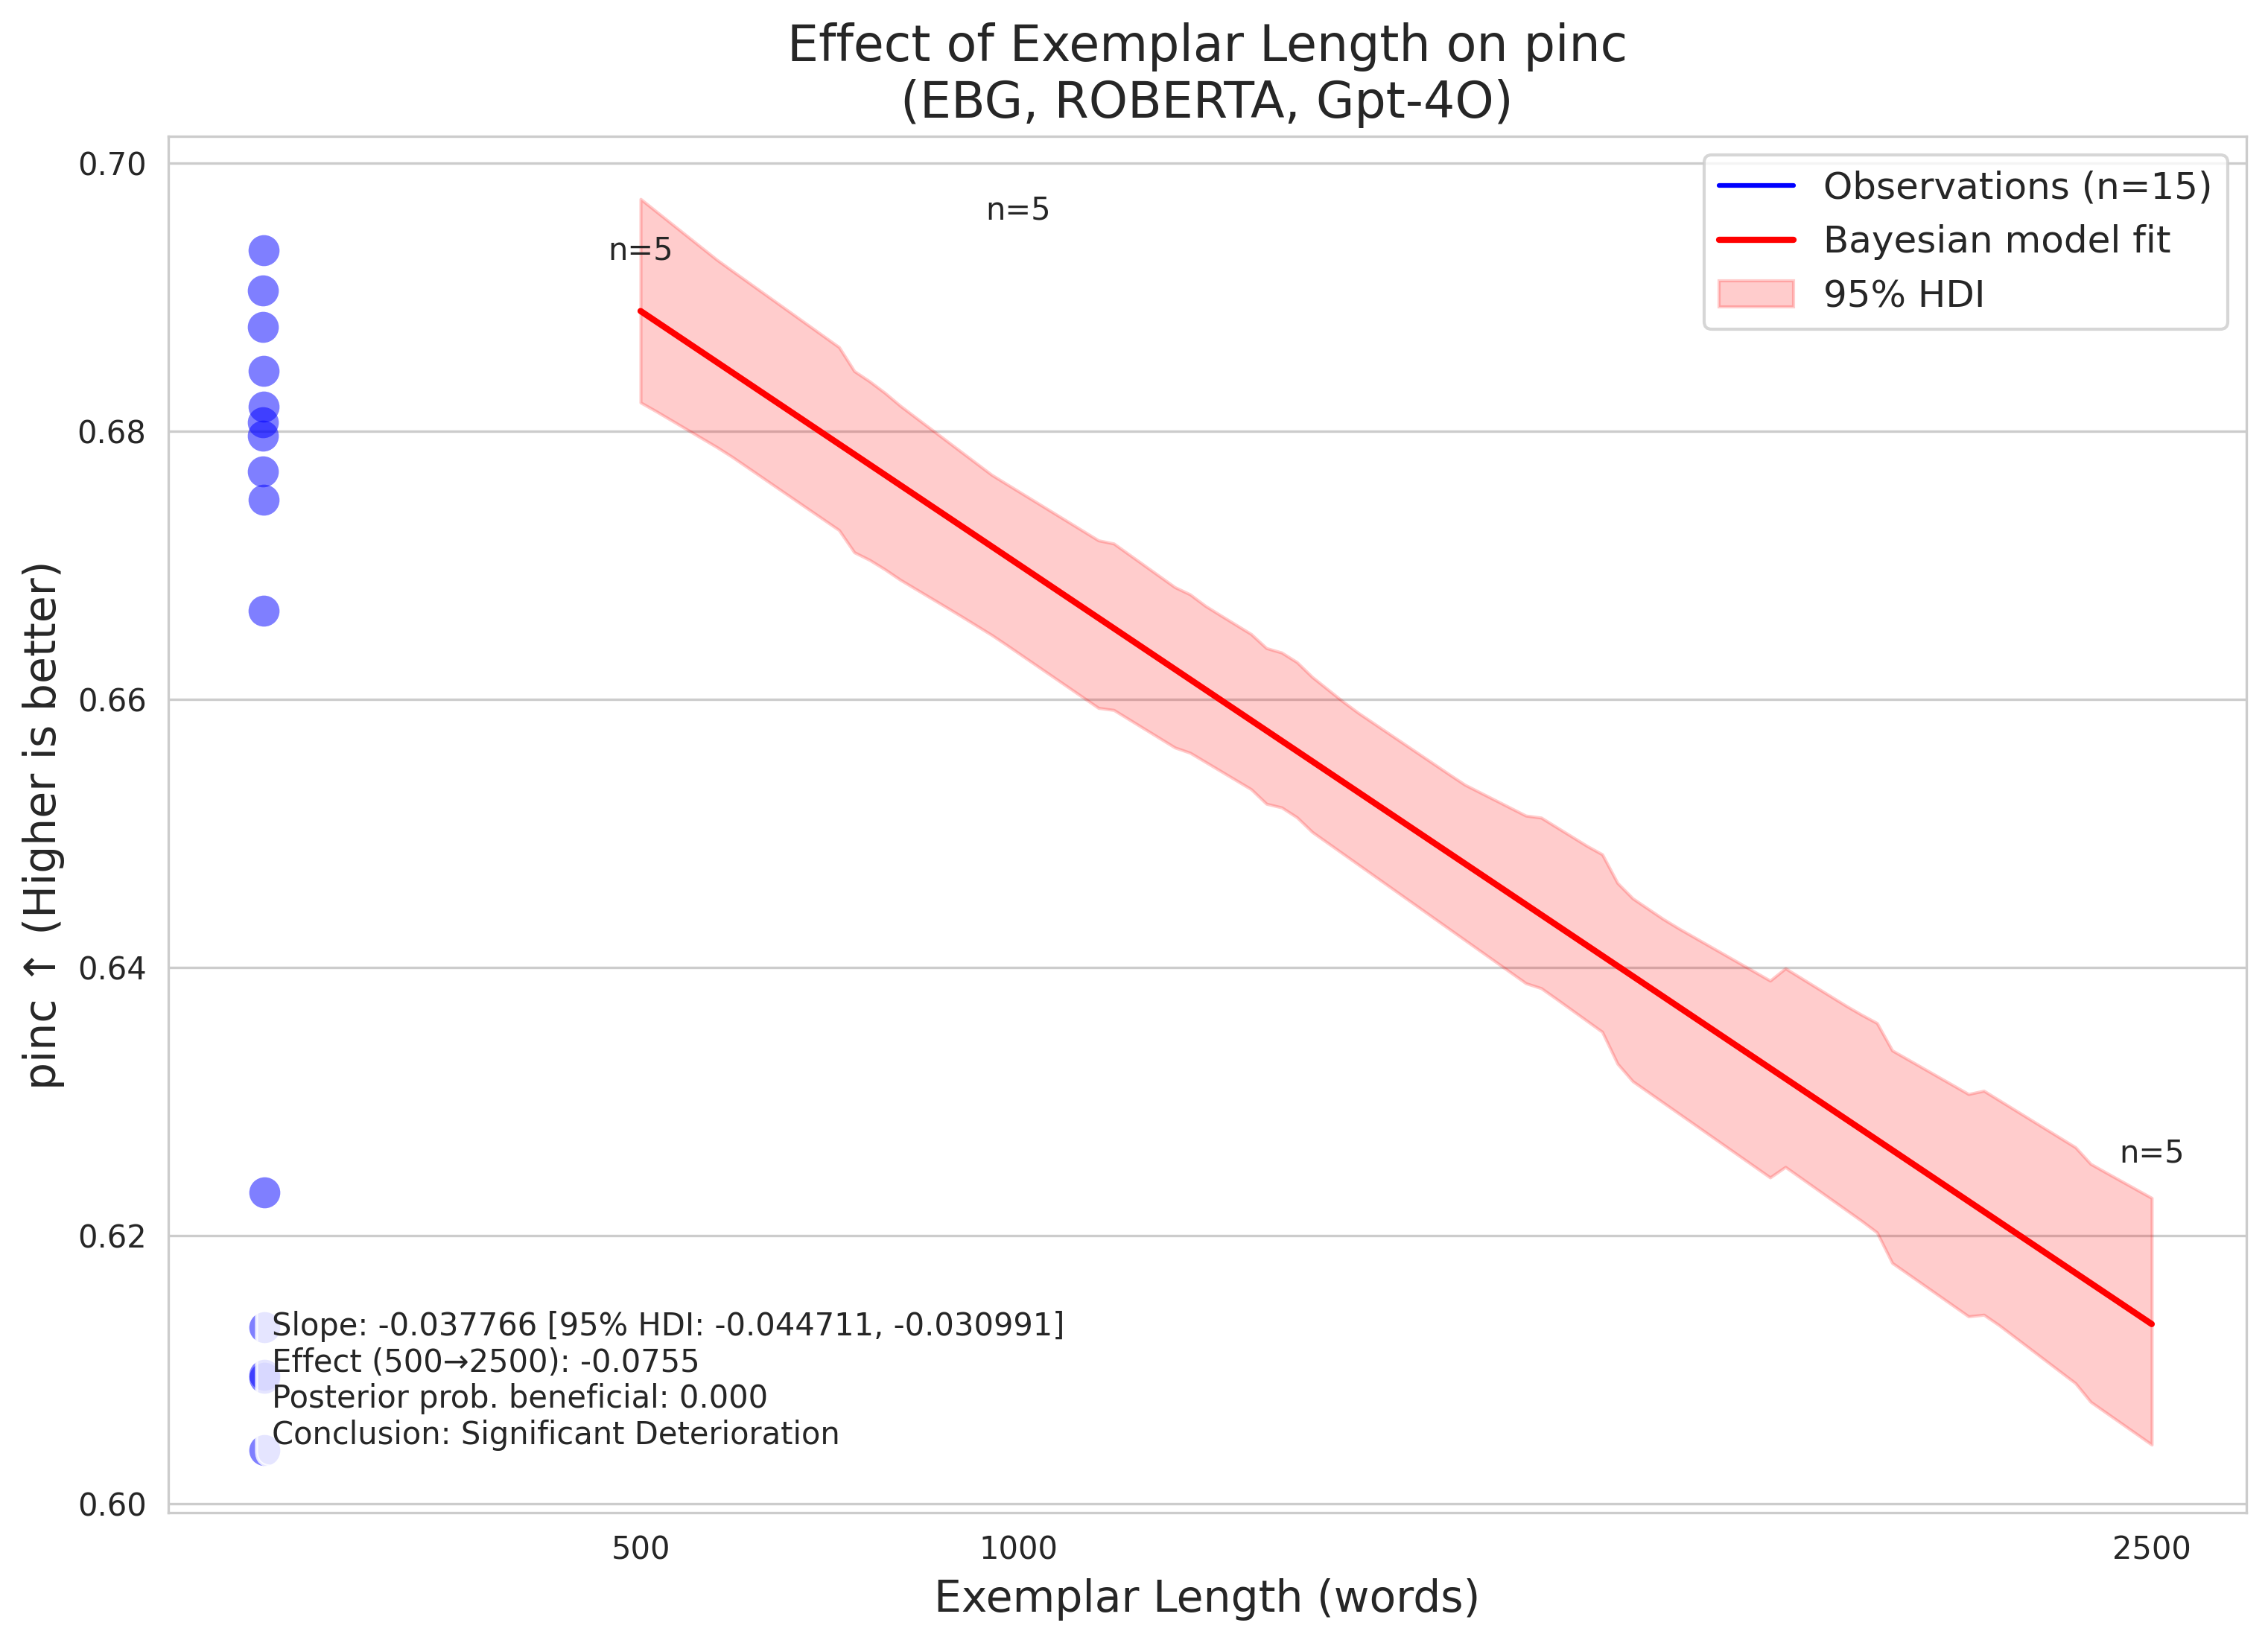 Effect of Exemplar Length on pinc
(EBG, ROBERTA, Gpt-4O)
Observations (n=15)
Bayesian model fit
95% HDI
n=5
n=5
n=5
pinc ↑ (Higher is better)
0.70
0.68
0.66
0.64
0.62
0.60
Slope: -0.037766 [95% HDI: -0.044711, -0.030991]
Effect (500→2500): -0.0755
Posterior prob. beneficial: 0.000
Conclusion: Significant Deterioration
500
1000
2500
Exemplar Length (words)